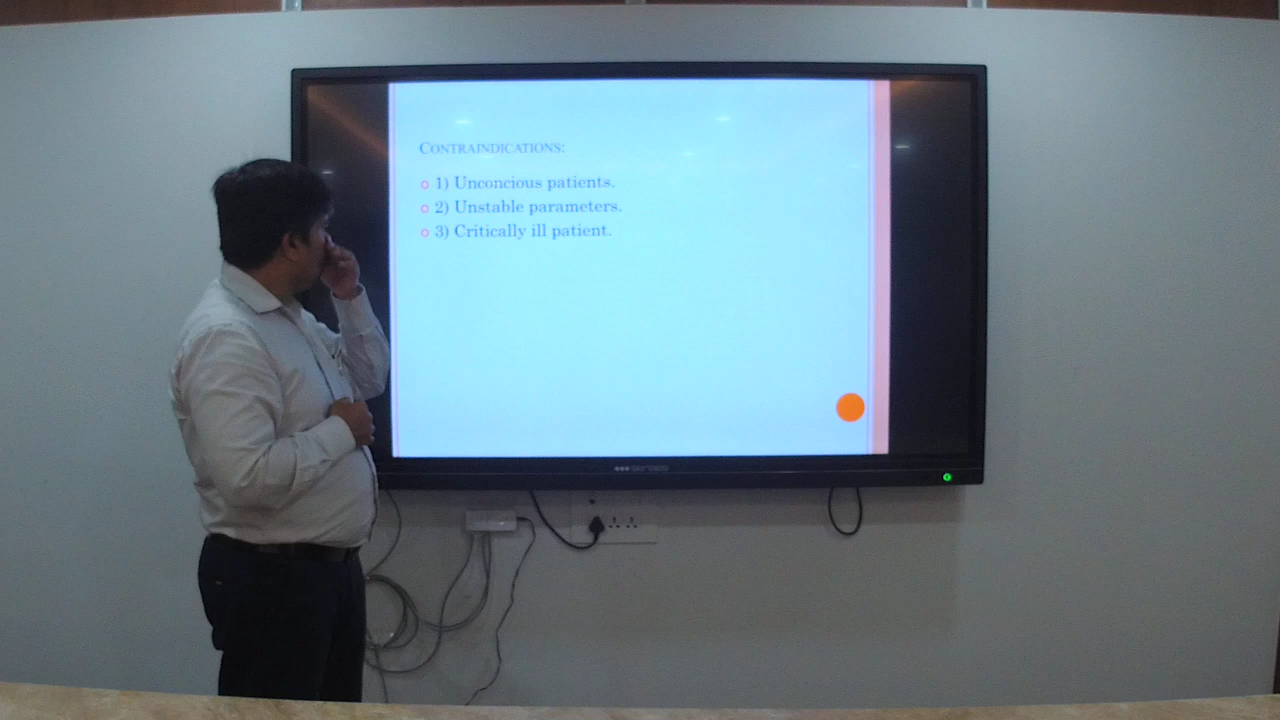 CONTRAINDICATIONS:
1) Unconcious patients.
2) Unstable parameters.
3) Critically ill patient.